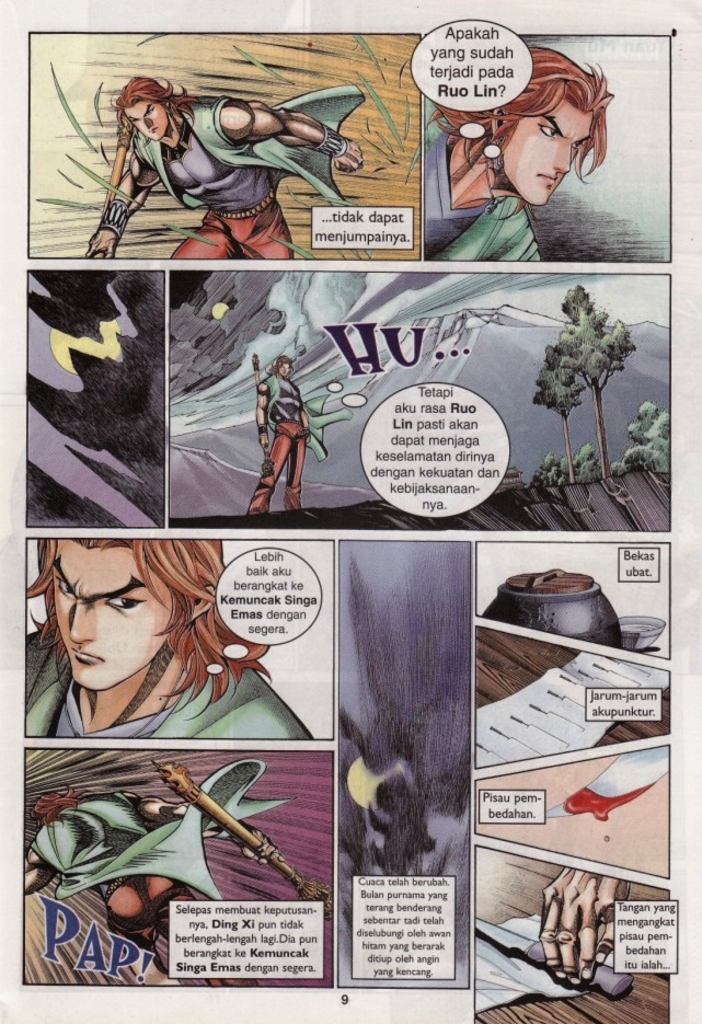 ...tidak dapat
menjumpainya.
Apakah
yang sudah
terjadi pada
Ruo Lin?
HU...
Tetapi
aku rasa Ruo
Lin pasti akan
dapat menjaga
keselamatan dirinya
dengan kekuatan dan
kebijaksanaan-
nya.
Lebih
baik aku
berangkat ke
Kemuncak Singa
Emas dengan
segera.
PAP!
Selepas membuat keputusan-
nya, Ding Xi pun tidak
berlengah-lengah lagi.Dia pun
berangkat ke Kemuncak
Singa Emas dengan segera.
Cuaca telah berubah.
Bulan purnama yang
terang benderang
sebentar tadi telah
diselubungi oleh awan
hitam yang berarak
ditiup oleh angin
yang kencang.
Bekas
ubat.
Jarum-jarum
akupunktur.
Pisau pem-
bedahan.
Tangan yang
mengangkat
pisau pem-
bedahan
itu ialah...
9